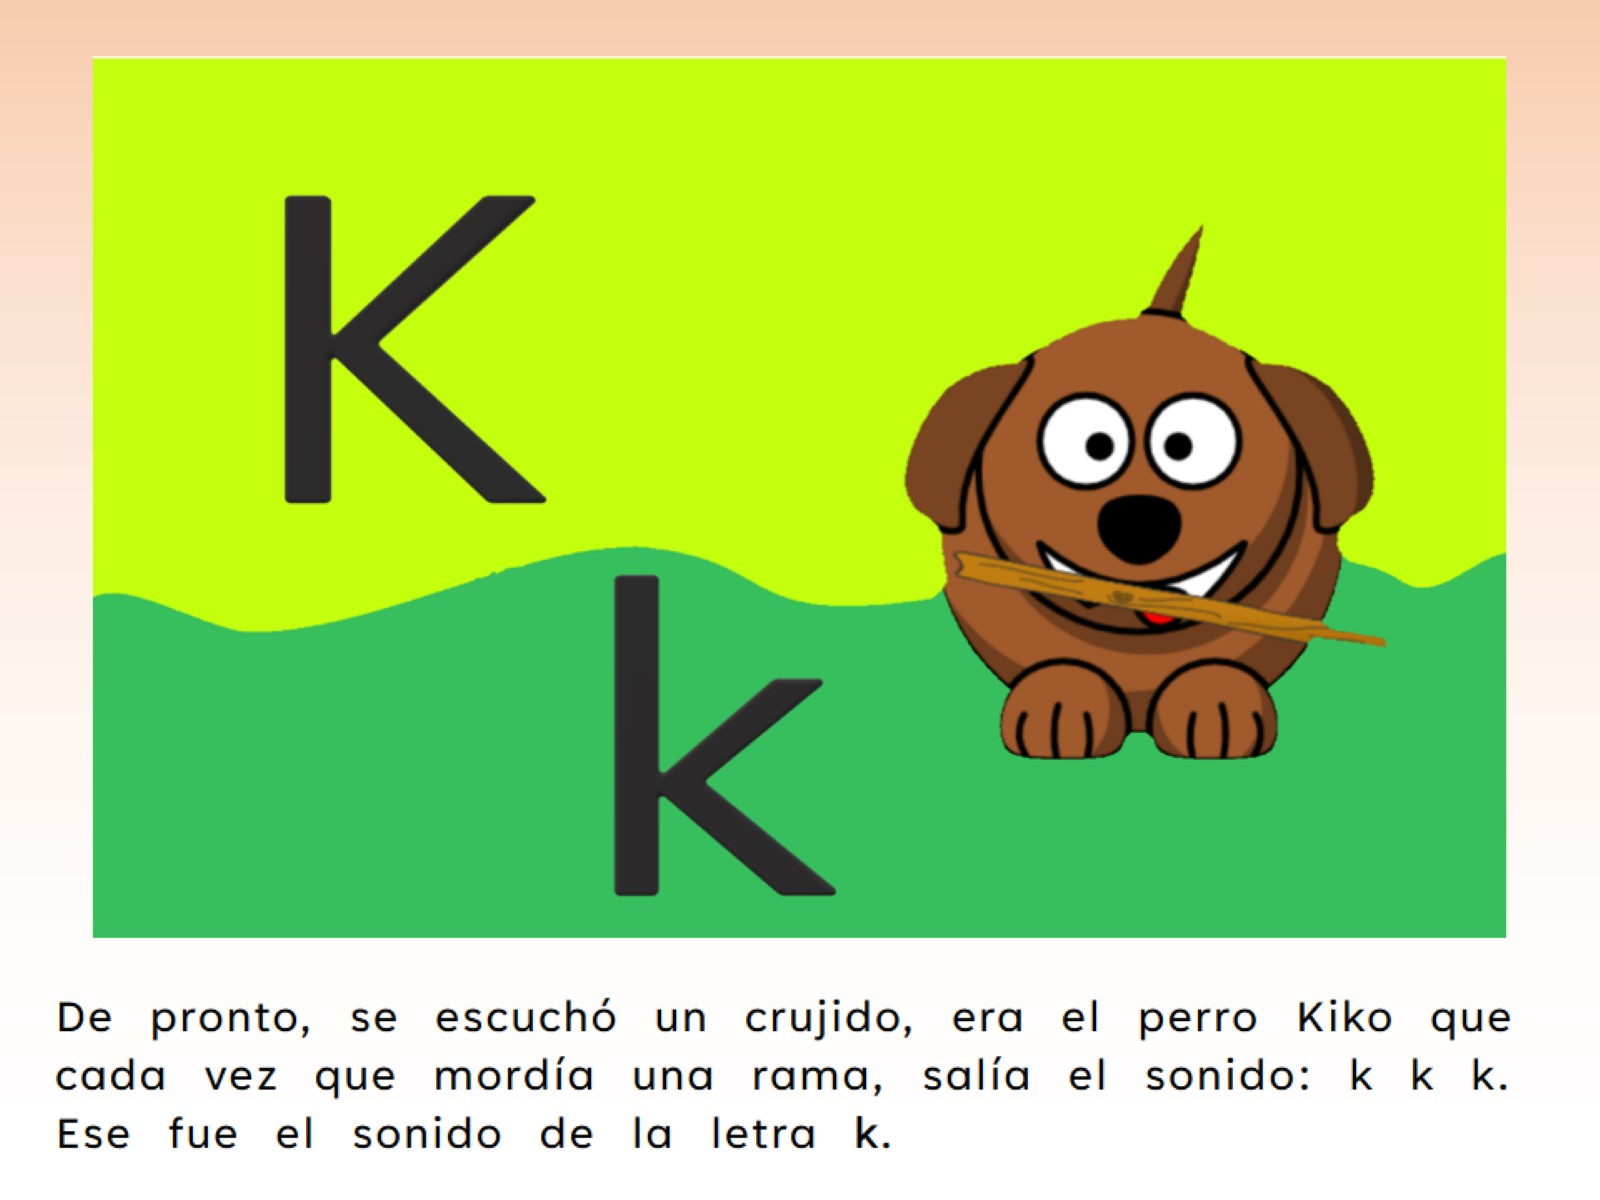 K
k
De pronto, se escuchó un crujido, era el perro Kiko que
cada vez que mordía una rama, salía el sonido: k k k.
Ese fue el sonido de la letra k.